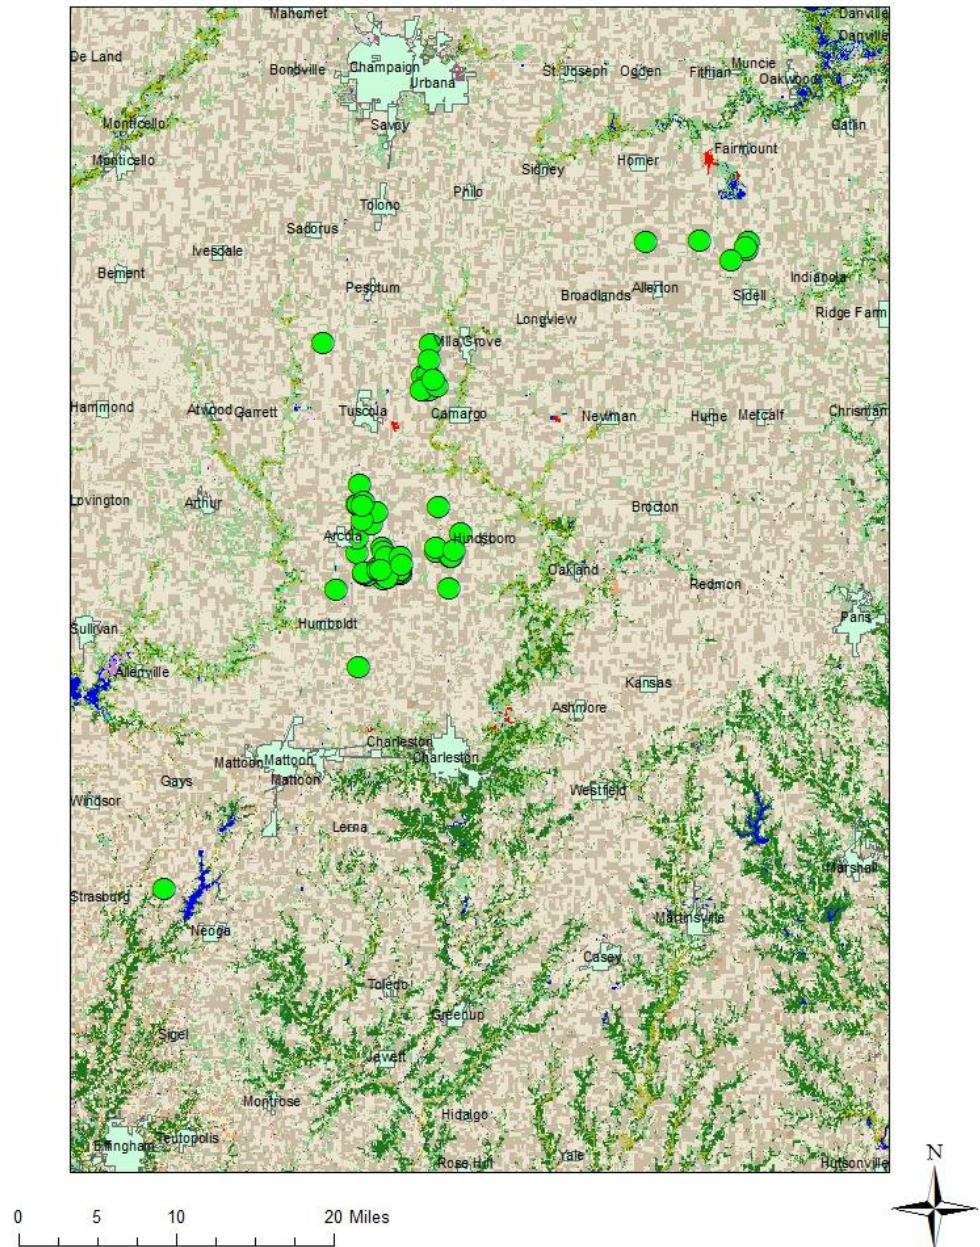 Mahomet
Danville
Danville
De Land
Champaign
Bondville
Urbana
St. Joseph
Ogden
Fithian
Muncie
Oakwood
Monticello
Savoy
Catlin
Monticello
Sidney
Homer
Fairmount
Philo
Tolono
Sadorus
Ivesdale
Bement
Pesotum
Broadlands
Allerton
Sidell
Indianola
Ridge Farm
Longview
Villa Grove
Hammond
Atwood
Garrett
Tuscola
Camargo
Newman
Hume
Metcalf
Chrisman
Lovington
Arthur
Brocton
Arcola
Hindsboro
Oakland
Redmon
Humboldt
Sullivan
Paris
Allenville
Kansas
Ashmore
Charleston
Charleston
Mattoon
Mattoon
Mattoon
Gays
Westfield
Windsor
Lerna
Marshall
Strasburg
Neoga
Martinsville
Casey
Toledo
Greenup
Sigel
Jewett
Montrose
Hidalgo
Effingham
Teutopolis
Rose Hill
Yale
Hutsonville
N
0 5 10 20 Miles